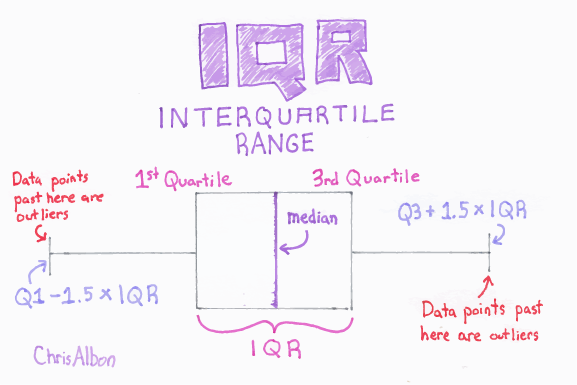 IQR
INTERQUARTILE
RANGE
Data points
past here are
outliers
1st Quartile
3rd Quartile
median
Q3 + 1.5 x IQR
Q1 - 1.5 x IQR
Data points past
here are outliers
IQR
ChrisAlbon